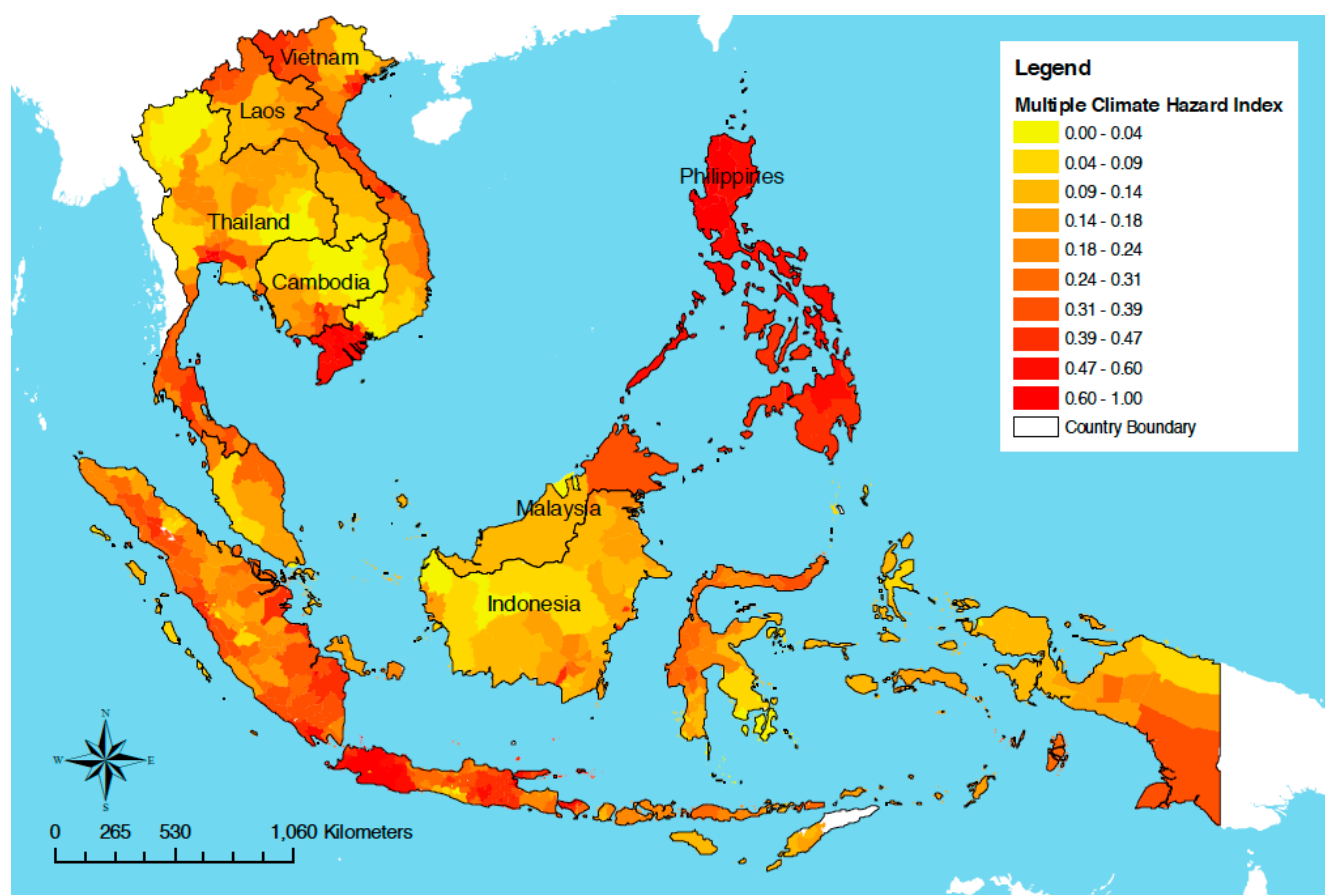 Vietnam
Laos
Thailand
Cambodia
Philippines
Malaysia
Indonesia
Legend
Multiple Climate Hazard Index
0.00 - 0.04
0.04 - 0.09
0.09 - 0.14
0.14 - 0.18
0.18 - 0.24
0.24 - 0.31
0.31 - 0.39
0.39 - 0.47
0.47 - 0.60
0.60 - 1.00
Country Boundary
N
W E
S
0 265 530 1,060 Kilometers